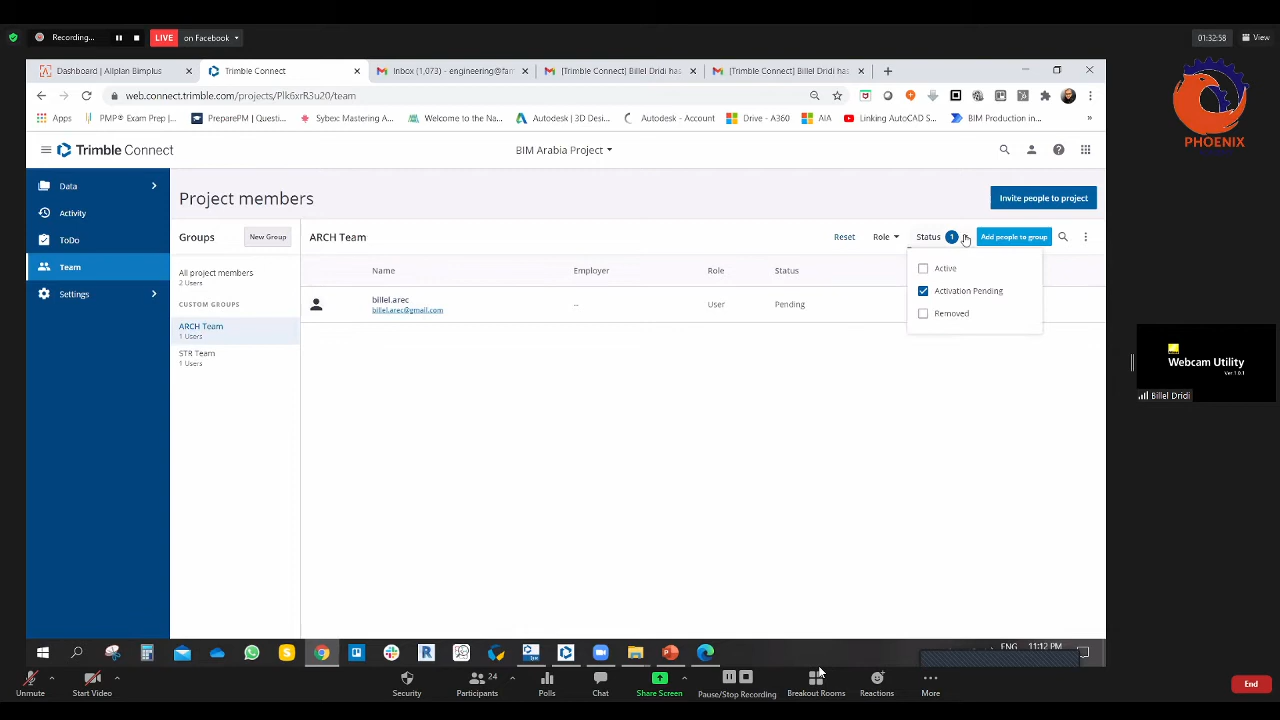 Recording...
LIVE on Facebook
01:32:58
View
Dashboard | Allplan Bimplus
Trimble Connect
Inbox (1,073) - engineering@far
[Trimble Connect] Billel Dridi has
[Trimble Connect] Billel Dridi has
web.connect.trimble.com/projects/Plk6xrR3u20/team
Apps
PMP® Exam Prep |...
PreparePM | Questi...
Sybex Mastering A...
Welcome to the Na...
Autodesk | 3D Desi...
Autodesk - Account
Drive - A360
AIA
Linking AutoCAD S...
BIM Production in...
»
PHOENIX
Trimble Connect
BIM Arabia Project
Data
Activity
ToDo
Team
Settings
Project members
Invite people to project
Groups
New Group
ARCH Team
Reset
Role
Status 1
Add people to group
All project members
2 Users
CUSTOM GROUPS
ARCH Team
1 Users
STR Team
1 Users
Name
Employer
Role
Status
billel.arec
billel.arec@gmail.com
--
User
Pending
Active
Activation Pending
Removed
Webcam Utility
Ver 1.0.1
Billel Dridi
ENG
11:12 PM
Unmute
Start Video
Security
Participants 24
Polls
Chat
Share Screen
Pause/Stop Recording
Breakout Rooms
Reactions
More
End